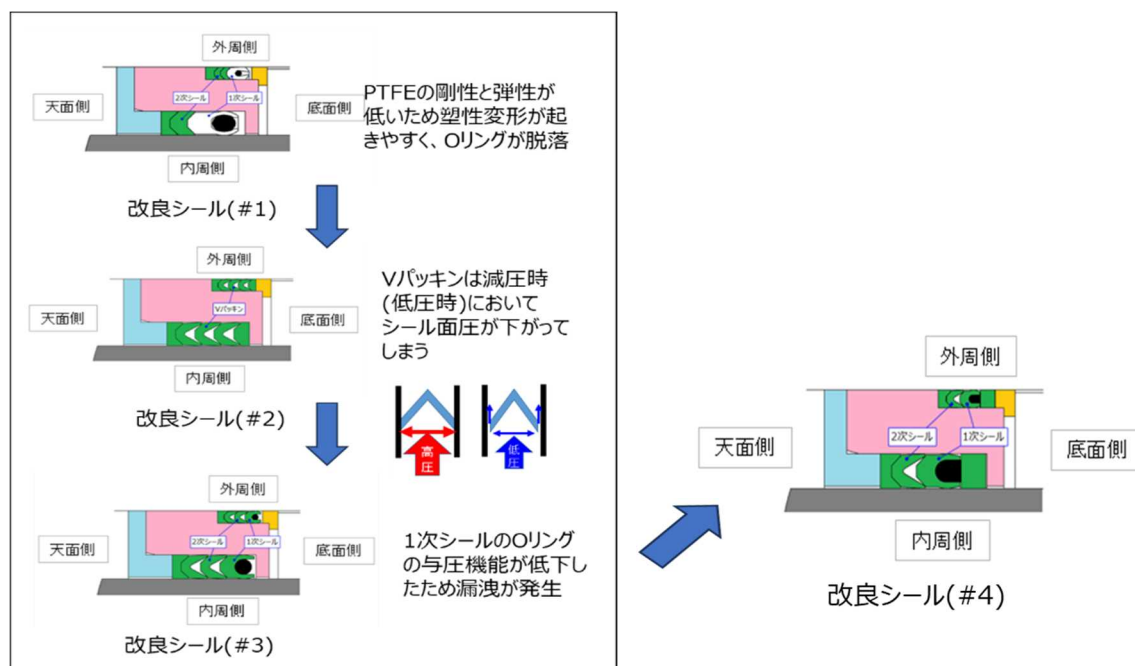 外周側
天面側
2次シール
1次シール
底面側
内周側
改良シール(#1)
PTFEの剛性と弾性が
低いため塑性変形が起
きやすく、Oリングが脱落
外周側
天面側
Vパッキン
底面側
内周側
改良シール(#2)
Vパッキンは減圧時
(低圧時)において
シール面圧が下がって
しまう
高圧
低圧
外周側
天面側
2次シール
1次シール
底面側
内周側
改良シール(#3)
1次シールのOリング
の与圧機能が低下し
たため漏洩が発生
外周側
天面側
2次シール
1次シール
底面側
内周側
改良シール(#4)